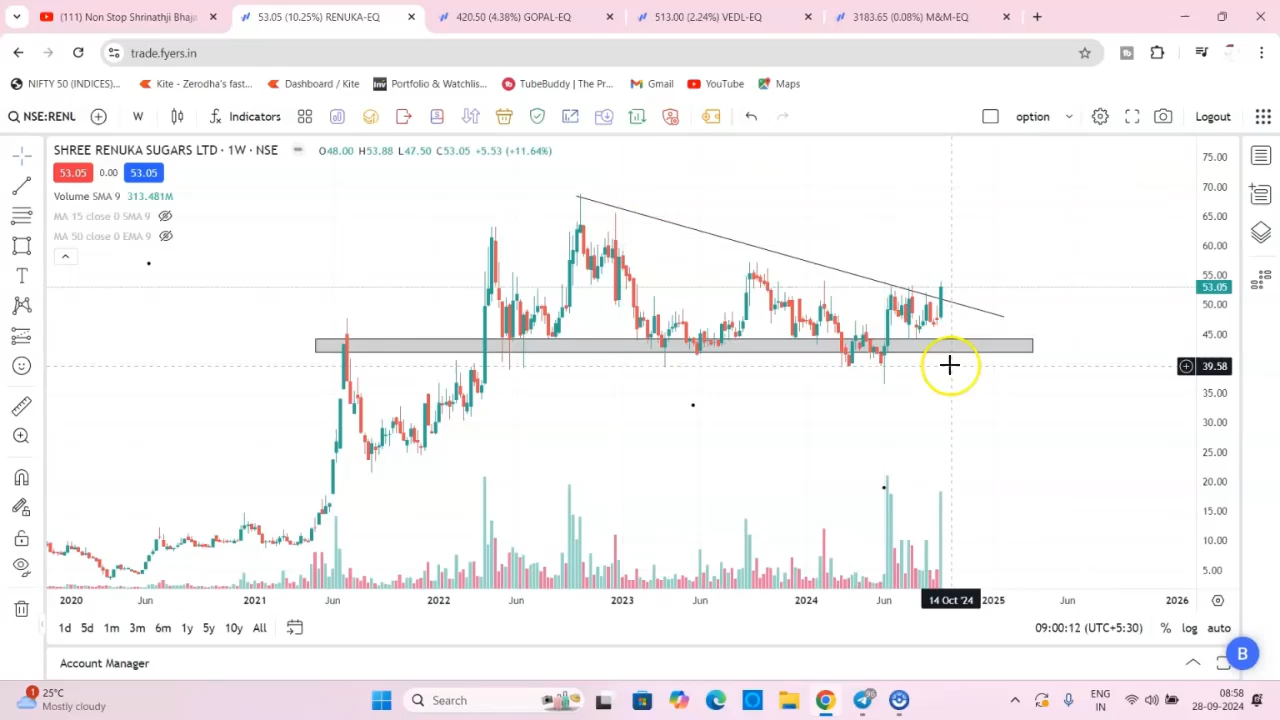 (111) Non Stop Shrinathji Bhaja
53.05 (10.25%) RENUKA-EQ
420.50 (4.38%) GOPAL-EQ
513.00 (2.24%) VEDL-EQ
3183.65 (0.08%) M&M-EQ
trade.fyers.in
NIFTY 50 (INDICES)...
Kite - Zerodha's fast...
Dashboard / Kite
Portfolio & Watchlis...
TubeBuddy | The Pr...
Gmail
YouTube
Maps
NSE:RENU
W
Indicators
option
Logout
SHREE RENUKA SUGARS LTD · 1W · NSE
O48.00 H53.88 L47.50 C53.05 +5.53 (+11.64%)
53.05 0.00 53.05
Volume SMA 9 313.481M
MA 15 close 0 SMA 9
MA 50 close 0 EMA 9
75.00
70.00
65.00
60.00
55.00
53.05
50.00
45.00
39.58
35.00
30.00
25.00
20.00
15.00
10.00
5.00
2020 Jun 2021 Jun 2022 Jun 2023 Jun 2024 Jun 14 Oct '24 2025 Jun 2026
1d 5d 1m 3m 6m 1y 5y 10y All
09:00:12 (UTC+5:30) % log auto
Account Manager
B
1
25°C
Mostly cloudy
Search
ENG
IN
08:58
28-09-2024